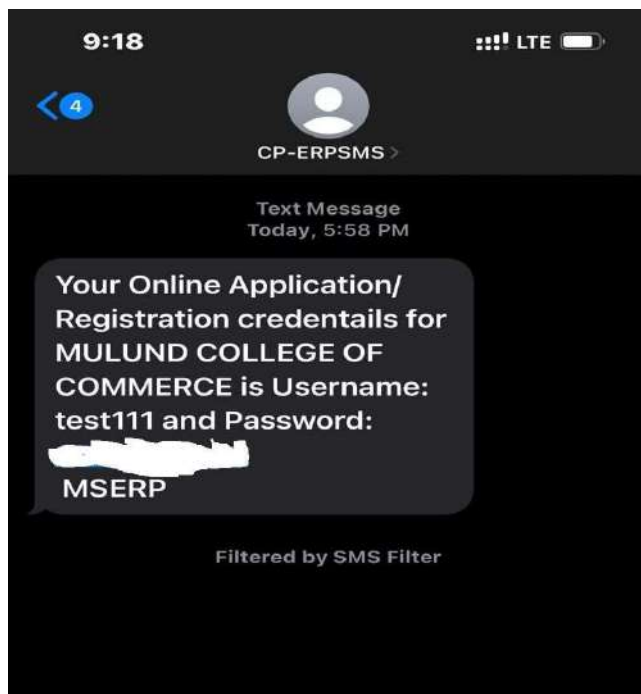 9:18
LTE
4
CP-ERPSMS >
Text Message
Today, 5:58 PM
Your Online Application/
Registration credentails for
MULUND COLLEGE OF
COMMERCE is Username:
test111 and Password:
MSERP
Filtered by SMS Filter